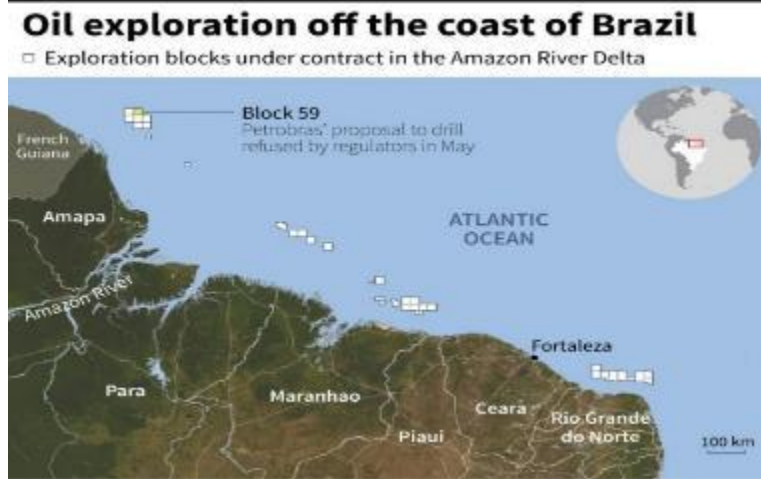 Oil exploration off the coast of Brazil
Exploration blocks under contract in the Amazon River Delta
Block 59
Petrobras' proposal to drill
refused by regulators in May
French
Guiana
Amapa
ATLANTIC
OCEAN
Amazon River
Fortaleza
Para
Maranhao
Ceara
Rio Grande
do Norte
Piaui
100 km